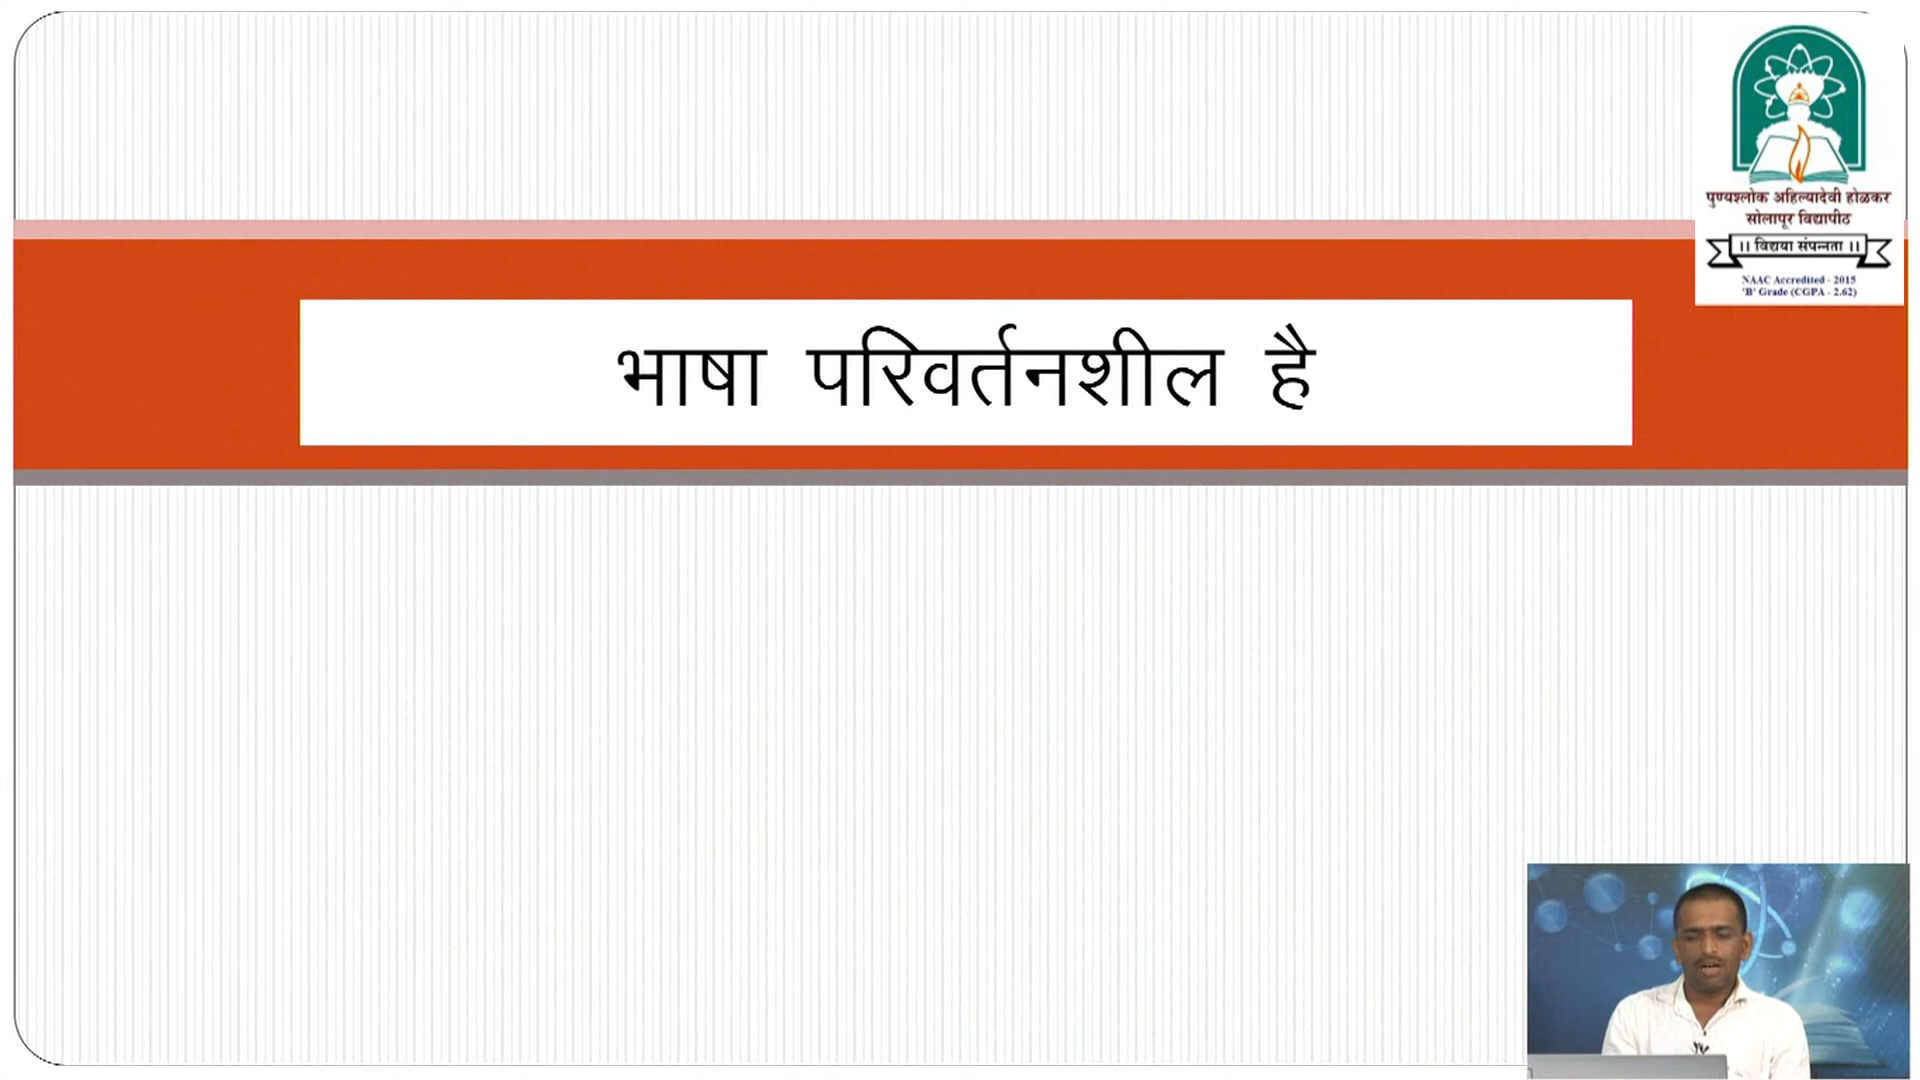 पुण्यश्लोक अहिल्यादेवी होळकर
सोलापूर विद्यापीठ
।। विद्यया संपन्नता ।।
NAAC Accredited - 2015
'B' Grade (CGPA - 2.62)
भाषा परिवर्तनशील है